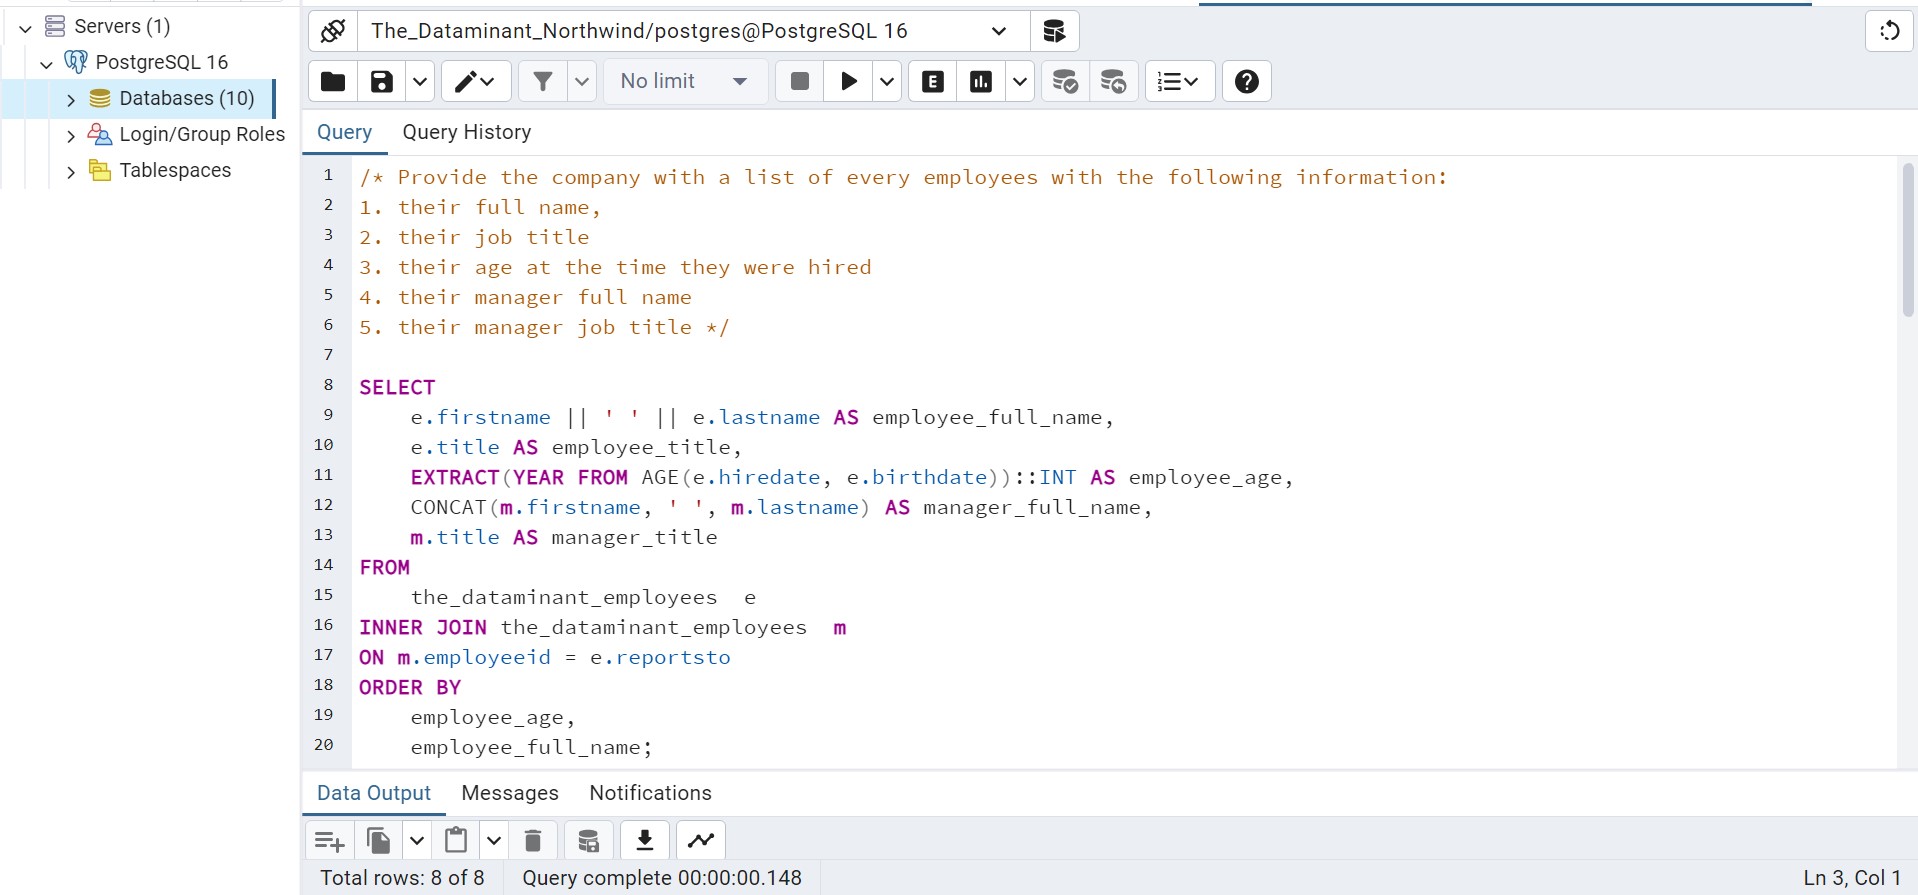 Servers (1)
PostgreSQL 16
Databases (10)
Login/Group Roles
Tablespaces
The_Dataminant_Northwind/postgres@PostgreSQL 16
No limit
E
Query Query History
1 /* Provide the company with a list of every employees with the following information:
2 1. their full name,
3 2. their job title
4 3. their age at the time they were hired
5 4. their manager full name
6 5. their manager job title */
7
8 SELECT
9 e.firstname || ' ' || e.lastname AS employee_full_name,
10 e.title AS employee_title,
11 EXTRACT(YEAR FROM AGE(e.hiredate, e.birthdate))::INT AS employee_age,
12 CONCAT(m.firstname, ' ', m.lastname) AS manager_full_name,
13 m.title AS manager_title
14 FROM
15 the_dataminant_employees  e
16 INNER JOIN the_dataminant_employees  m
17 ON m.employeeid = e.reportsto
18 ORDER BY
19 employee_age,
20 employee_full_name;
Data Output Messages Notifications
Total rows: 8 of 8 Query complete 00:00:00.148 Ln 3, Col 1